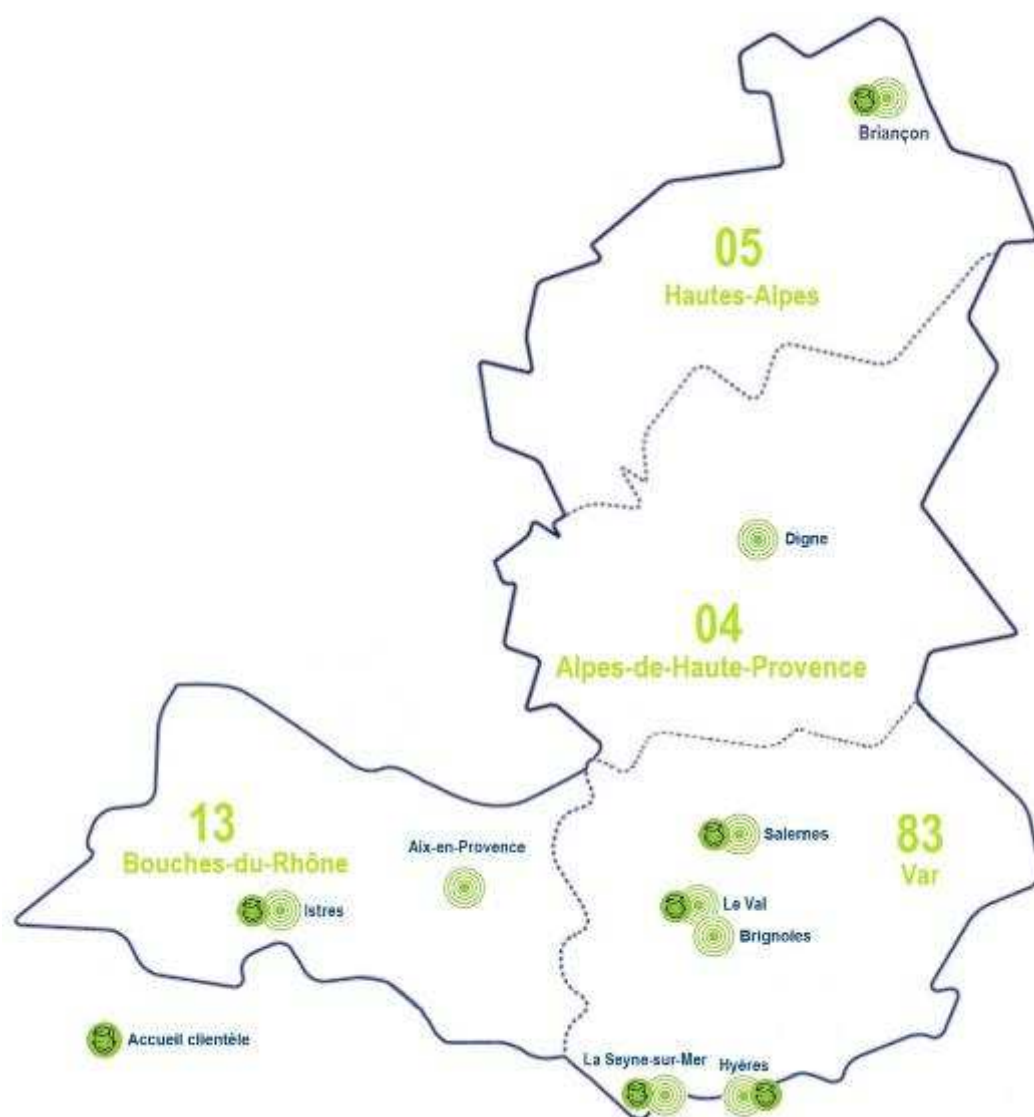 Briançon
05
Hautes-Alpes
Digne
04
Alpes-de-Haute-Provence
13
Bouches-du-Rhône
Aix-en-Provence
Istres
83
Var
Salernes
Le Val
Brignoles
Accueil clientèle
La Seyne-sur-Mer
Hyères